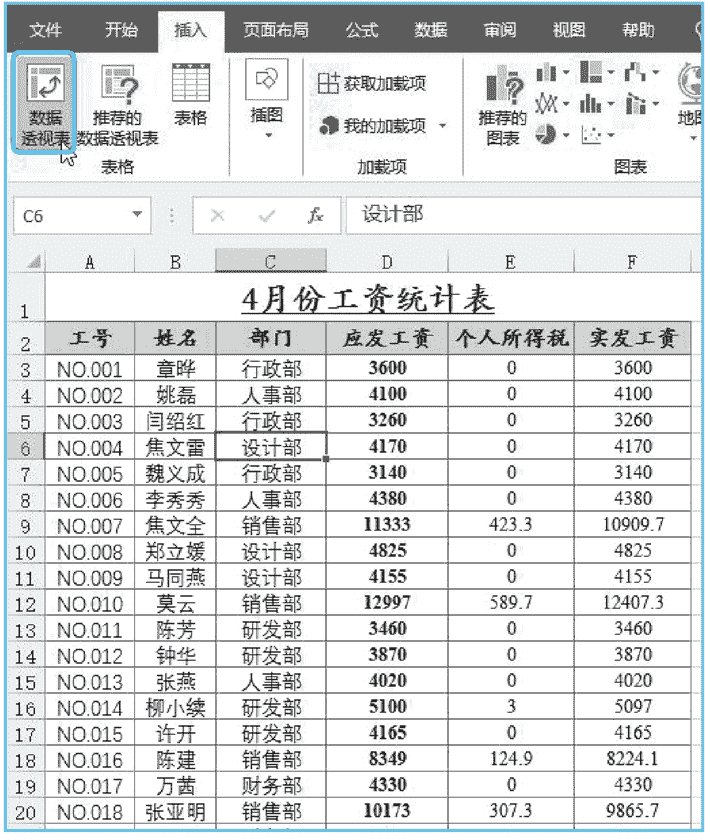 文件 开始 插入 页面布局 公式 数据 审阅 视图 帮助
数据透视表 推荐的数据透视表 表格 插图 获取加载项 我的加载项 推荐的图表
表格 加载项 图表
C6 fx 设计部
A B C D E F
1 4月份工资统计表
2 工号 姓名 部门 应发工资 个人所得税 实发工资
3 NO.001 章晔 行政部 3600 0 3600
4 NO.002 姚磊 人事部 4100 0 4100
5 NO.003 闫绍红 行政部 3260 0 3260
6 NO.004 焦文雷 设计部 4170 0 4170
7 NO.005 魏义成 行政部 3140 0 3140
8 NO.006 李秀秀 人事部 4380 0 4380
9 NO.007 焦文全 销售部 11333 423.3 10909.7
10 NO.008 郑立媛 设计部 4825 0 4825
11 NO.009 马同燕 设计部 4155 0 4155
12 NO.010 莫云 销售部 12997 589.7 12407.3
13 NO.011 陈芳 研发部 3460 0 3460
14 NO.012 钟华 研发部 3870 0 3870
15 NO.013 张燕 人事部 4020 0 4020
16 NO.014 柳小续 研发部 5100 3 5097
17 NO.015 许开 研发部 4165 0 4165
18 NO.016 陈建 销售部 8349 124.9 8224.1
19 NO.017 万茜 财务部 4330 0 4330
20 NO.018 张亚明 销售部 10173 307.3 9865.7